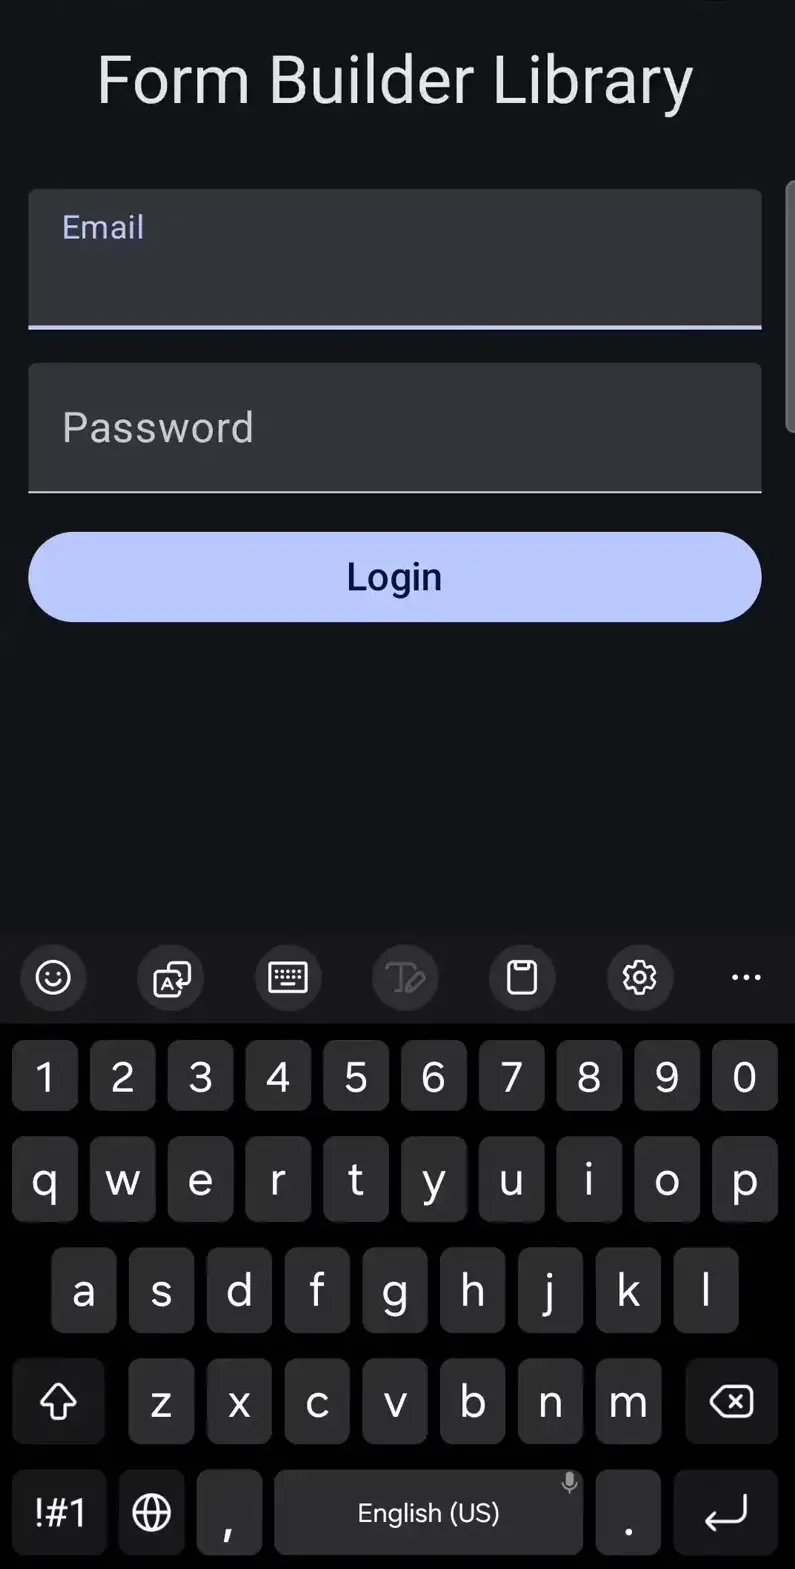 Form Builder Library
Email
Password
Login
1 2 3 4 5 6 7 8 9 0
q w e r t y u i o p
a s d f g h j k l
z x c v b n m
!#1 , English (US) .